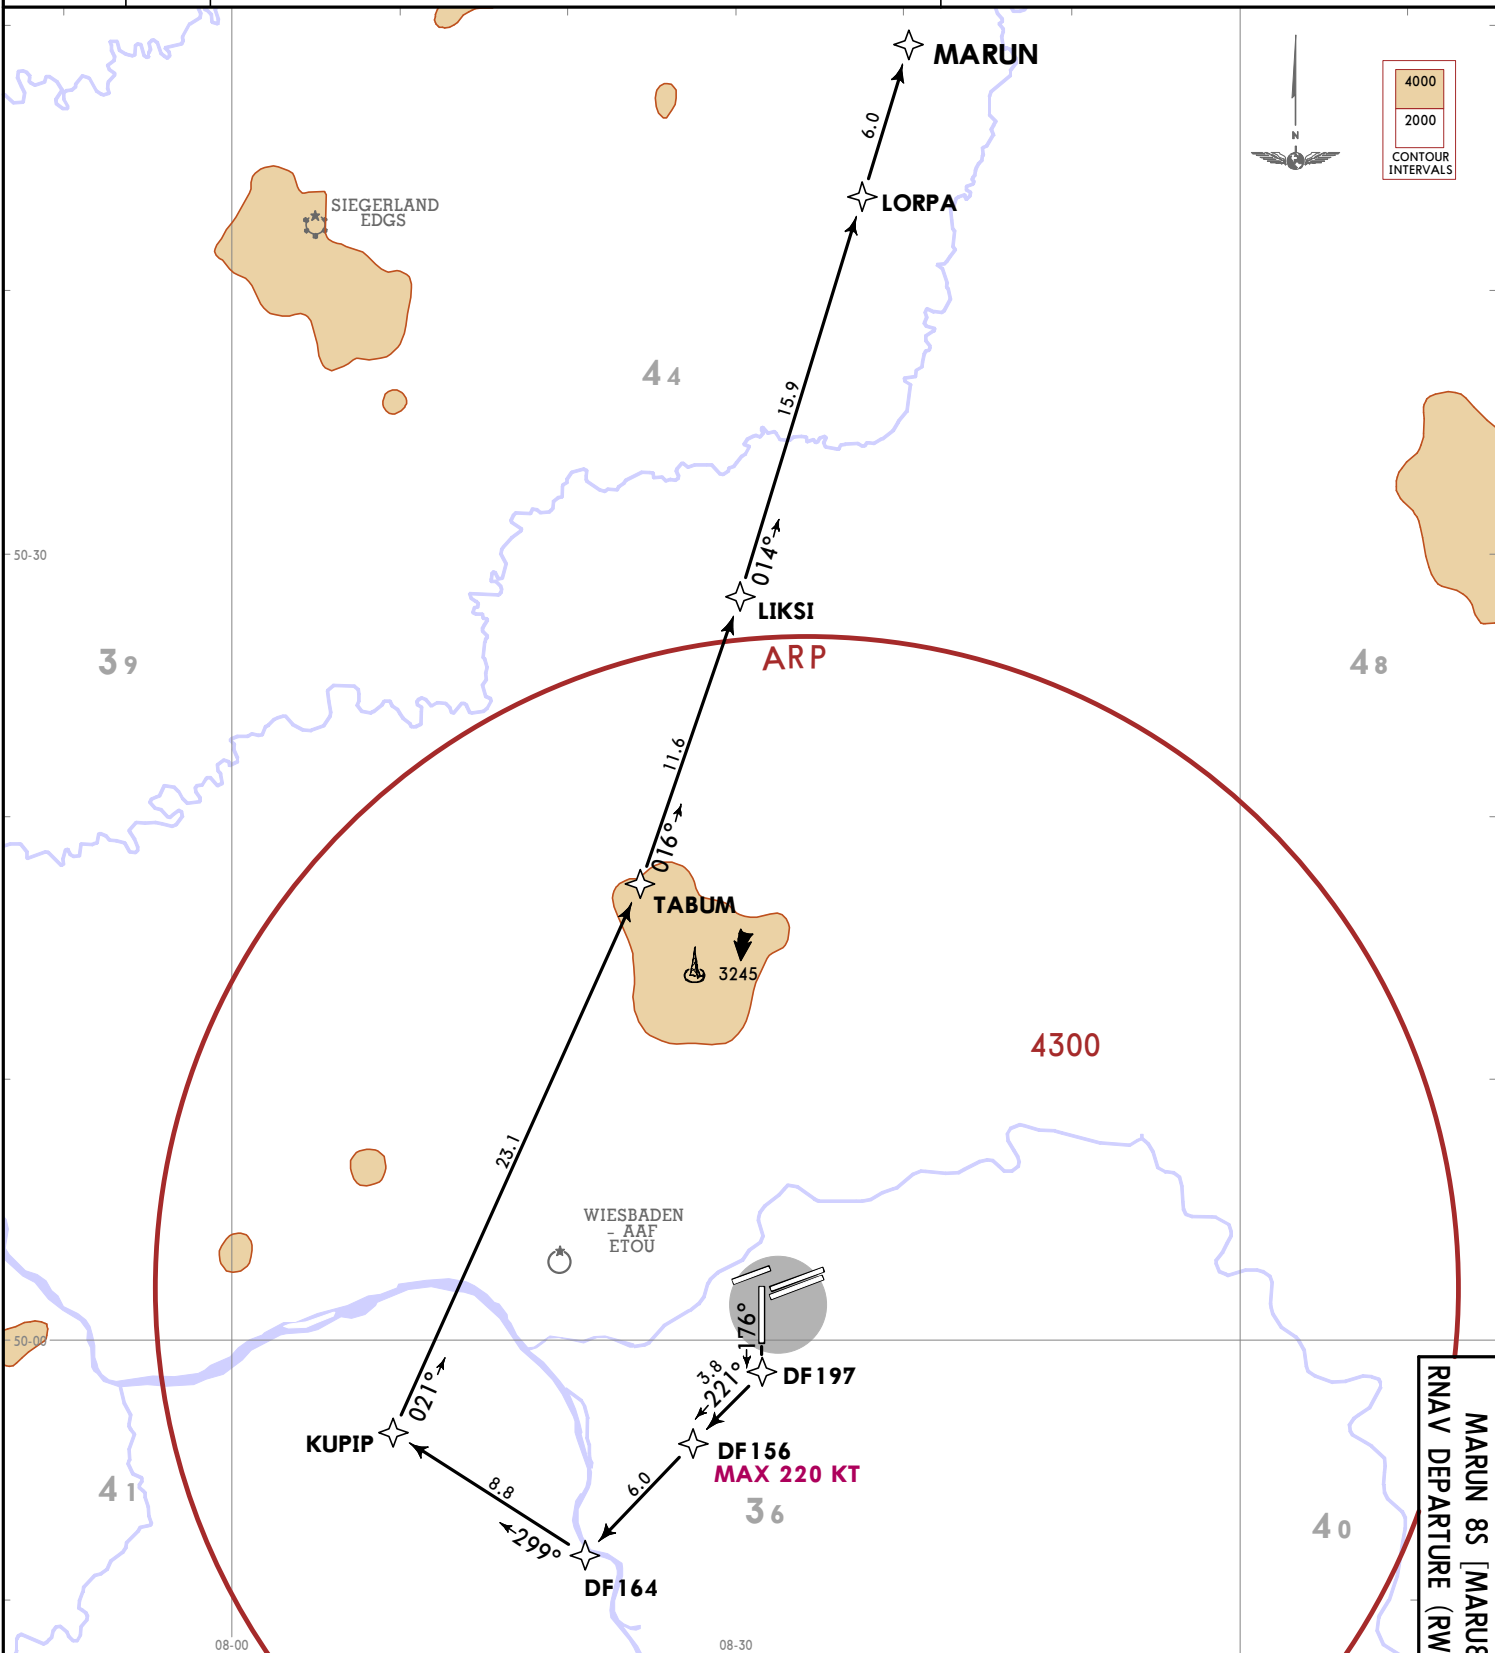 MARUN
N
4000
2000
CONTOUR
INTERVALS
6.0
LORPA
SIEGERLAND
EDGS
44
15.9
50-30
014°
LIKSI
39
ARP
48
11.6
016°
TABUM
3245
4300
23.1
WIESBADEN
- AAF
ETOU
176°
50-00
3.8
221°
DF197
021°
KUPIP
DF156
MAX 220 KT
8.8
6.0
41
36
40
299°
DF164
08-00
08-30
MARUN 8S [MARU8
RNAV DEPARTURE (RW